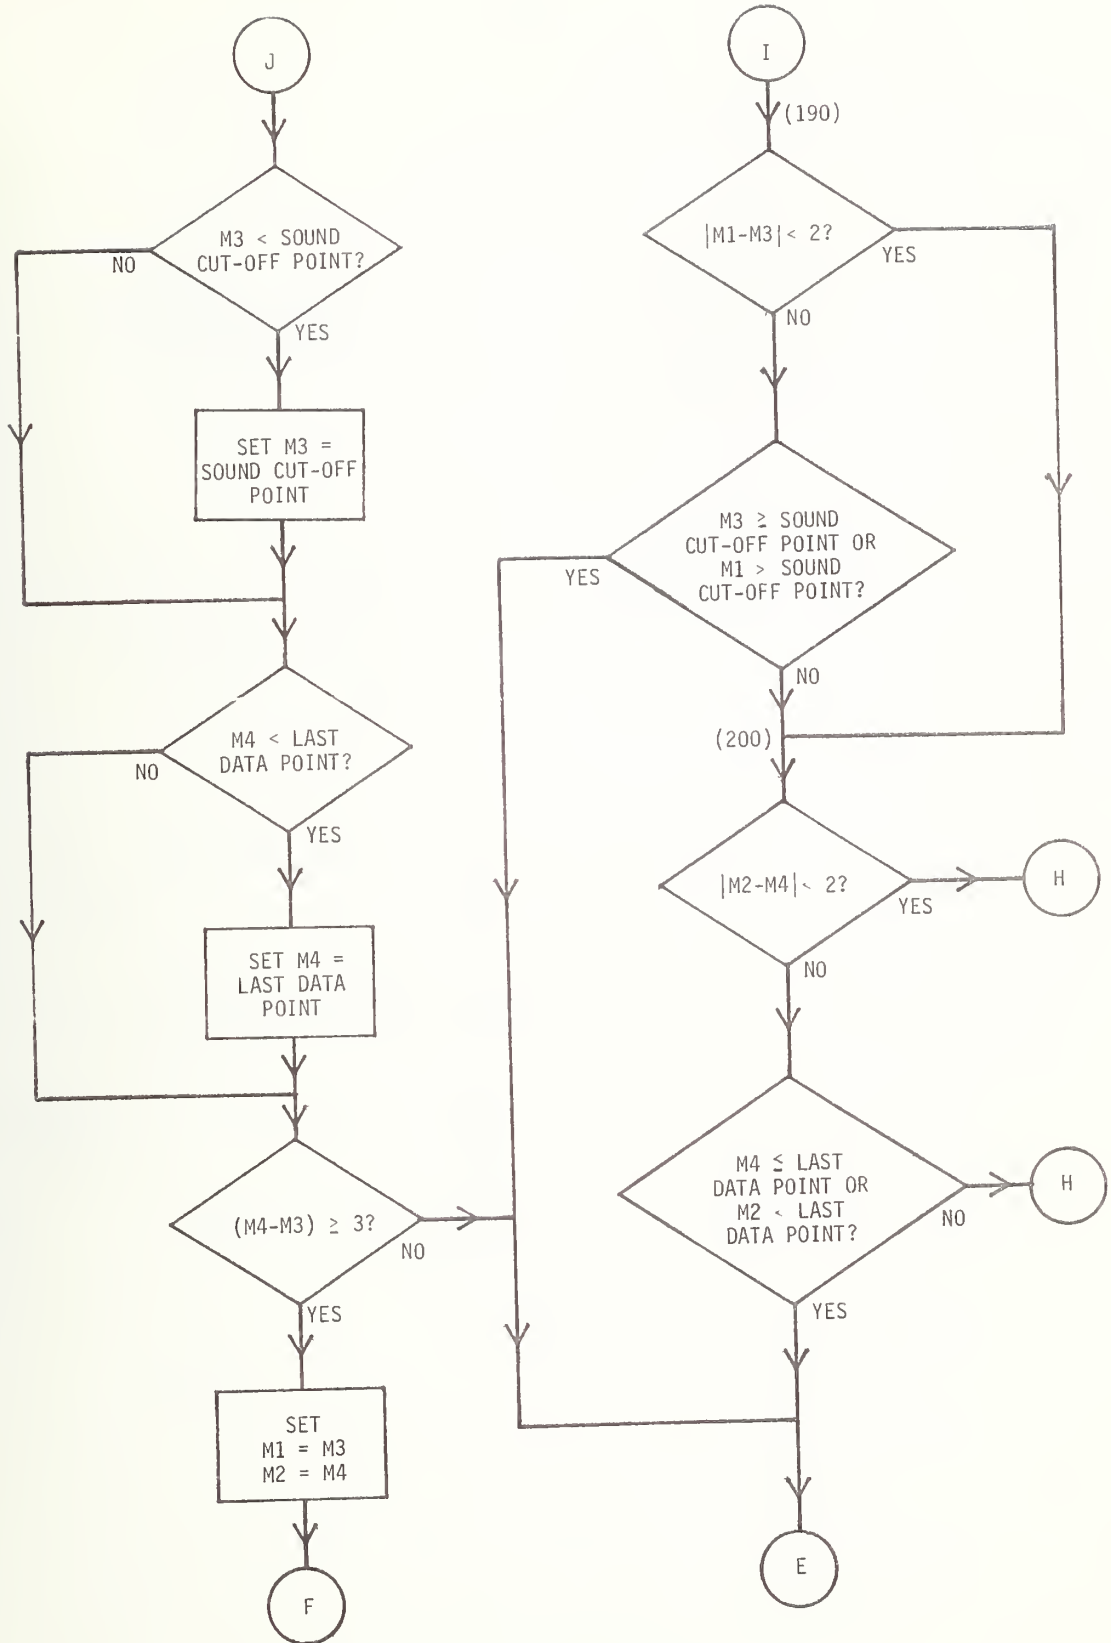 J
M3 < SOUND
CUT-OFF POINT?
NO
YES
SET M3 =
SOUND CUT-OFF
POINT
M4 < LAST
DATA POINT?
NO
YES
SET M4 =
LAST DATA
POINT
(M4-M3) ≥ 3?
NO
YES
SET
M1 = M3
M2 = M4
F
I
(190)
|M1-M3|< 2?
YES
NO
M3 ≥ SOUND
CUT-OFF POINT OR
M1 > SOUND
CUT-OFF POINT?
YES
NO
(200)
|M2-M4|< 2?
YES
H
NO
M4 ≤ LAST
DATA POINT OR
M2 < LAST
DATA POINT?
NO
H
YES
E